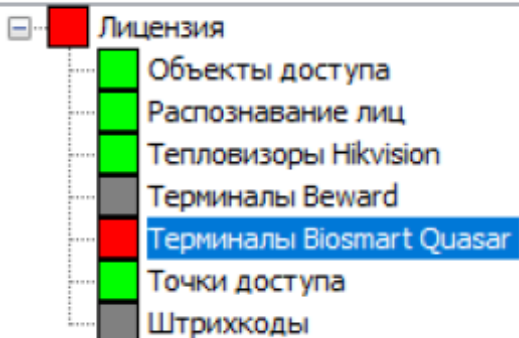 Лицензия
Объекты доступа
Распознавание лиц
Тепловизоры Hikvision
Терминалы Beward
Терминалы Biosmart Quasar
Точки доступа
Штрихкоды